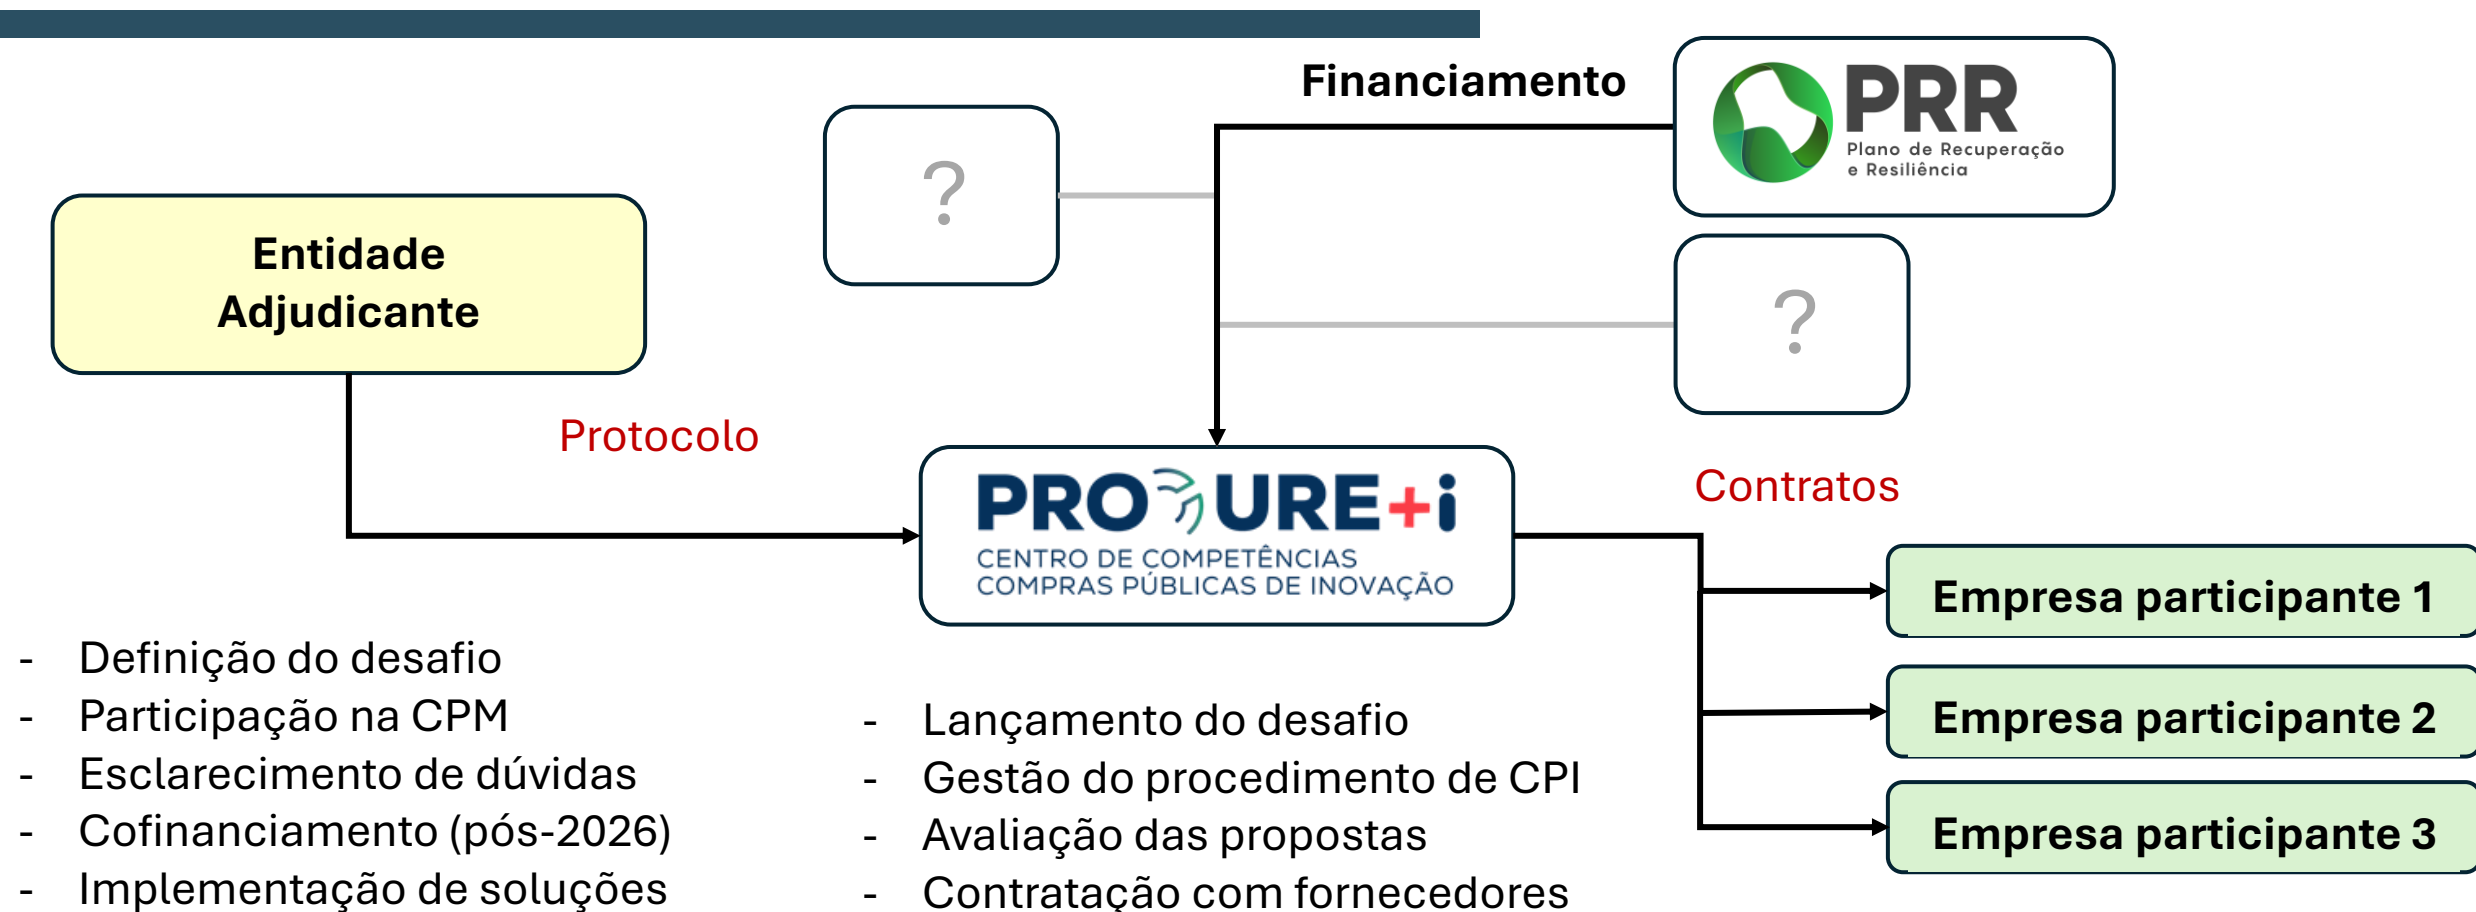 Financiamento
PRR
Plano de Recuperação
e Resiliência
?
?
Entidade
Adjudicante
Protocolo
PROCURE+i
CENTRO DE COMPETÊNCIAS
COMPRAS PÚBLICAS DE INOVAÇÃO
Contratos
Empresa participante 1
Empresa participante 2
Empresa participante 3
- Definição do desafio
- Participação na CPM
- Esclarecimento de dúvidas
- Cofinanciamento (pós-2026)
- Implementação de soluções
- Lançamento do desafio
- Gestão do procedimento de CPI
- Avaliação das propostas
- Contratação com fornecedores